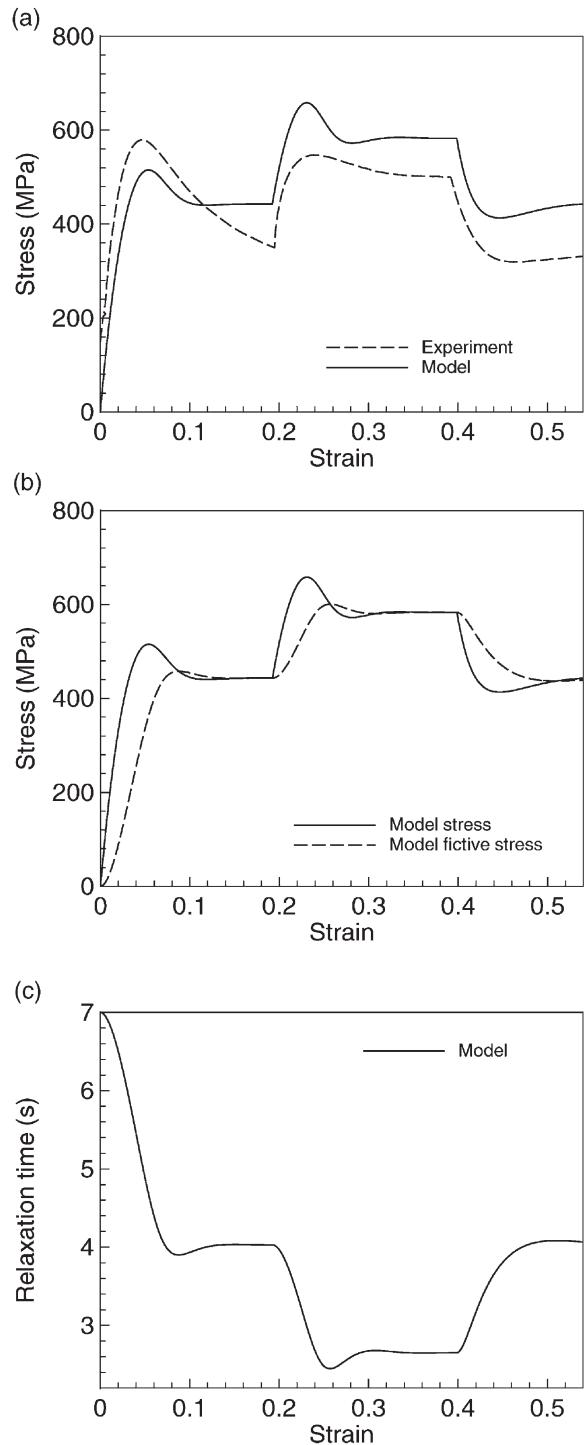 (a)
800
600
400
200
0
Stress (MPa)
Experiment
Model
0 0.1 0.2 0.3 0.4 0.5
Strain
(b)
800
600
400
200
0
Stress (MPa)
Model stress
Model fictive stress
0 0.1 0.2 0.3 0.4 0.5
Strain
(c)
7
6
5
4
3
Relaxation time (s)
Model
0 0.1 0.2 0.3 0.4 0.5
Strain